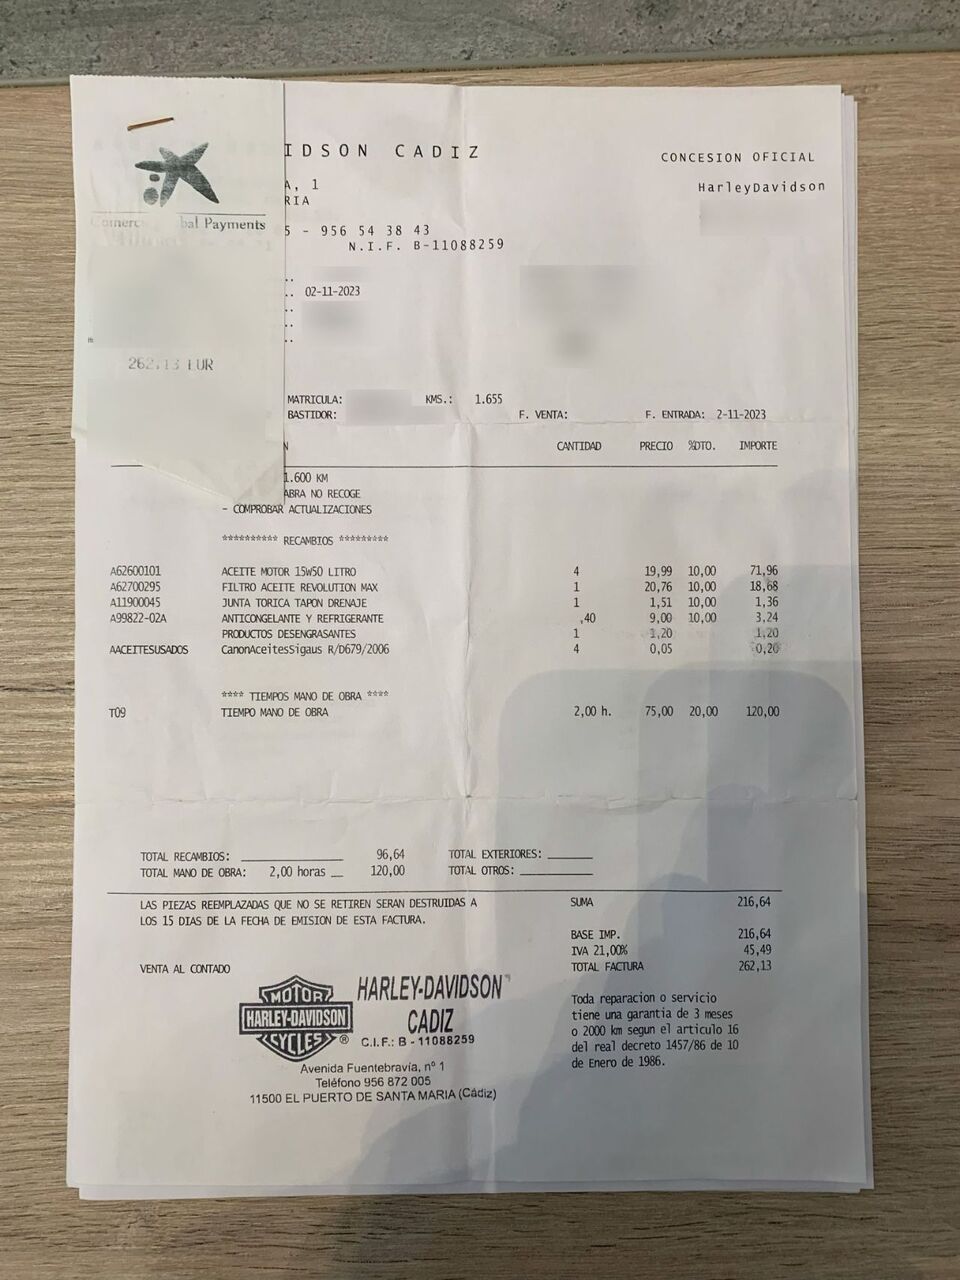 IDSON CADIZ
CONCESION OFICIAL
A, 1
HarleyDavidson
RIA
bal Payments
5 - 956 54 38 43
N.I.F. B-11088259
02-11-2023
262,13 EUR
MATRICULA: KMS.: 1.655
BASTIDOR: F. VENTA: F. ENTRADA: 2-11-2023
N CANTIDAD PRECIO %DTO. IMPORTE
1.600 KM
ABRA NO RECOGE
- COMPROBAR ACTUALIZACIONES
********** RECAMBIOS *********
A62600101 ACEITE MOTOR 15W50 LITRO 4 19,99 10,00 71,96
A62700295 FILTRO ACEITE REVOLUTION MAX 1 20,76 10,00 18,68
A11900045 JUNTA TORICA TAPON DRENAJE 1 1,51 10,00 1,36
A99822-02A ANTICONGELANTE Y REFRIGERANTE ,40 9,00 10,00 3,24
PRODUCTOS DESENGRASANTES 1 1,20 1,20
AACEITESUSADOS CanonAceitesSigaus R/D679/2006 4 0,05 0,20
**** TIEMPOS MANO DE OBRA ****
T09 TIEMPO MANO DE OBRA 2,00 h. 75,00 20,00 120,00
TOTAL RECAMBIOS: 96,64 TOTAL EXTERIORES:
TOTAL MANO DE OBRA: 2,00 horas 120,00 TOTAL OTROS:
LAS PIEZAS REEMPLAZADAS QUE NO SE RETIREN SERAN DESTRUIDAS A
LOS 15 DIAS DE LA FECHA DE EMISION DE ESTA FACTURA.
SUMA 216,64
BASE IMP. 216,64
IVA 21,00% 45,49
TOTAL FACTURA 262,13
VENTA AL CONTADO
MOTOR
HARLEY-DAVIDSON
CYCLES
®
HARLEY-DAVIDSON
CADIZ
C.I.F.: B - 11088259
Avenida Fuentebravía, nº 1
Teléfono 956 872 005
11500 EL PUERTO DE SANTA MARIA (Cádiz)
Toda reparacion o servicio
tiene una garantia de 3 meses
o 2000 km segun el articulo 16
del real decreto 1457/86 de 10
de Enero de 1986.